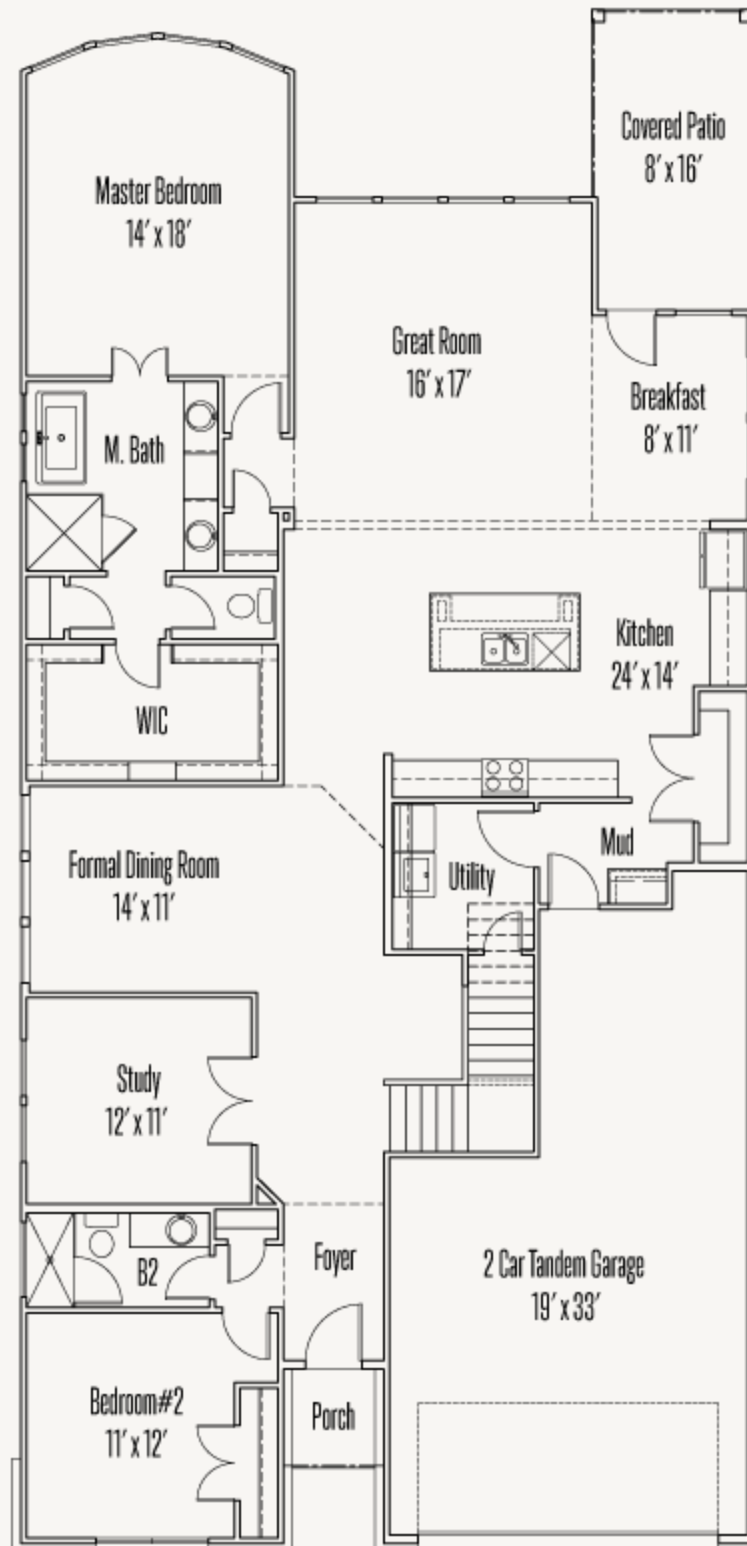 Covered Patio
8' x 16'
Master Bedroom
14' x 18'
Great Room
16' x 17'
Breakfast
8' x 11'
M. Bath
Kitchen
24' x 14'
WIC
Formal Dining Room
14' x 11'
Mud
Utility
Study
12' x 11'
Foyer
B2
2 Car Tandem Garage
19' x 33'
Bedroom#2
11' x 12'
Porch